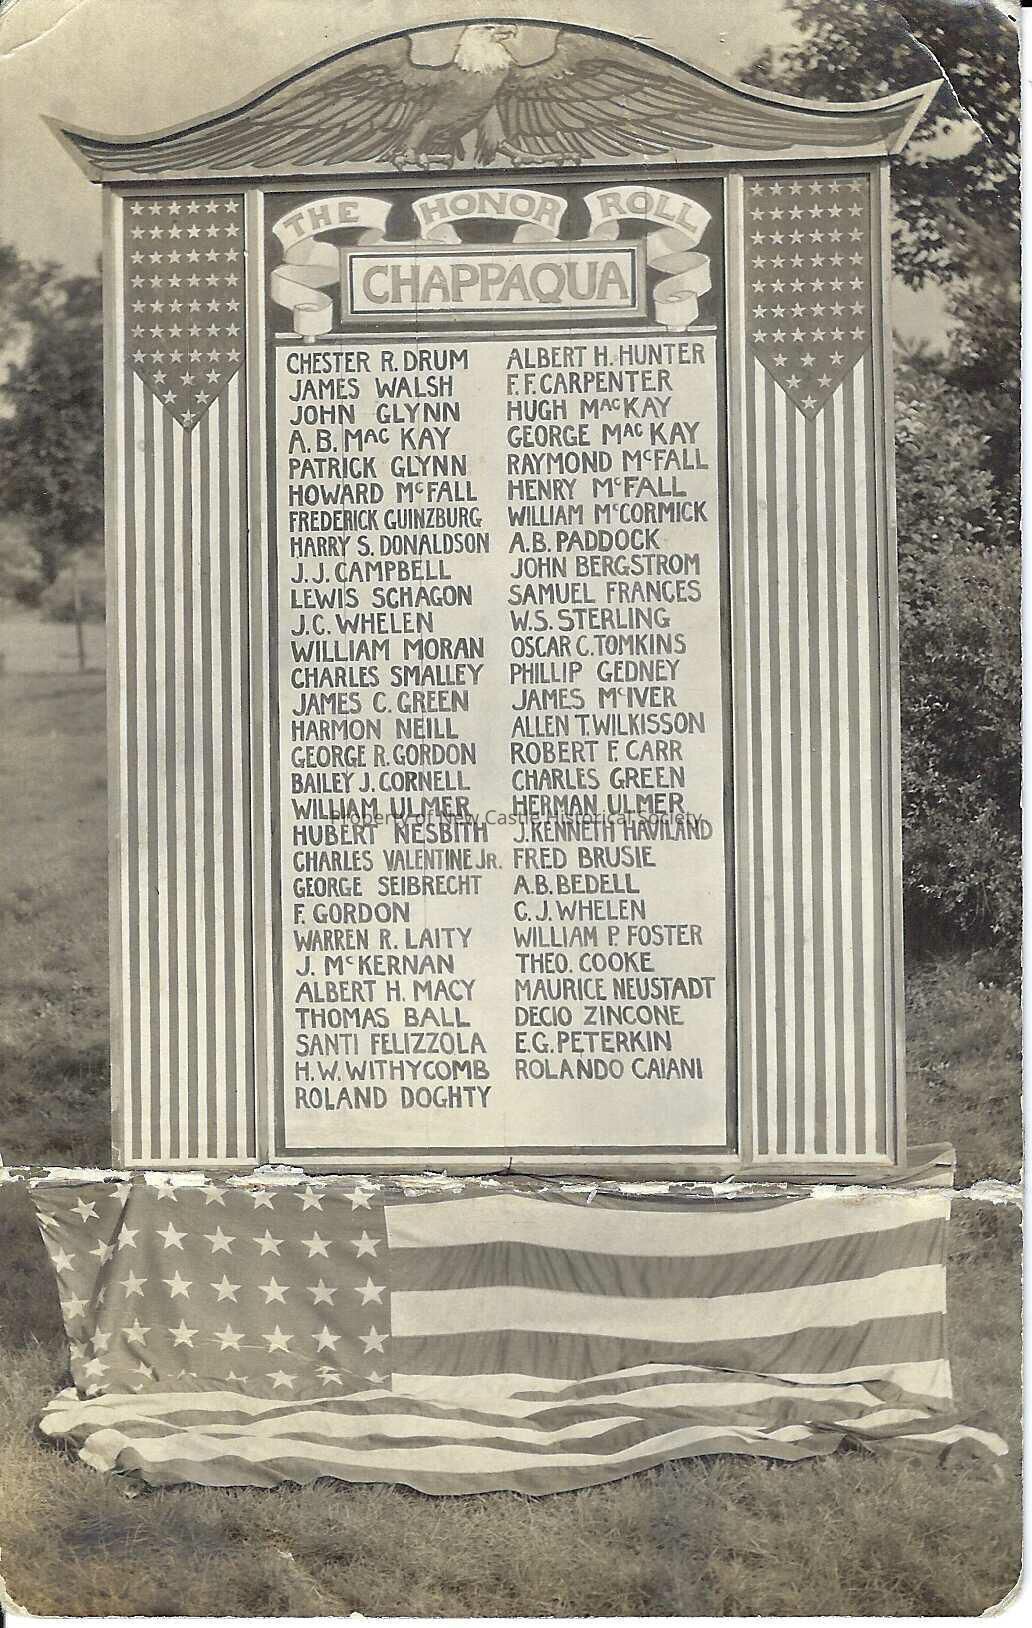 THE HONOR ROLL
CHAPPAQUA
CHESTER R. DRUM
JAMES WALSH
JOHN GLYNN
A. B. MAC KAY
PATRICK GLYNN
HOWARD McFALL
FREDERICK GUINZBURG
HARRY S. DONALDSON
J. J. CAMPBELL
LEWIS SCHAGON
J. C. WHELEN
WILLIAM MORAN
CHARLES SMALLEY
JAMES C. GREEN
HARMON NEILL
GEORGE R. GORDON
BAILEY J. CORNELL
WILLIAM ULMER
HUBERT NESBITH
CHARLES VALENTINE JR.
GEORGE SEIBRECHT
F. GORDON
WARREN R. LAITY
J. McKERNAN
ALBERT H. MACY
THOMAS BALL
SANTI FELIZZOLA
H. W. WITHYCOMB
ROLAND DOGHTY
ALBERT H. HUNTER
F. F. CARPENTER
HUGH MACKAY
GEORGE MAC KAY
RAYMOND McFALL
HENRY McFALL
WILLIAM McCORMICK
A. B. PADDOCK
JOHN BERGSTROM
SAMUEL FRANCES
W. S. STERLING
OSCAR C. TOMKINS
PHILLIP GEDNEY
JAMES McIVER
ALLEN T. WILKISSON
ROBERT F. CARR
CHARLES GREEN
HERMAN ULMER
J. KENNETH HAVILAND
FRED BRUSIE
A. B. BEDELL
C. J. WHELEN
WILLIAM P. FOSTER
THEO. COOKE
MAURICE NEUSTADT
DECIO ZINCONE
E. G. PETERKIN
ROLANDO CAIANI
Property of New Castle Historical Society